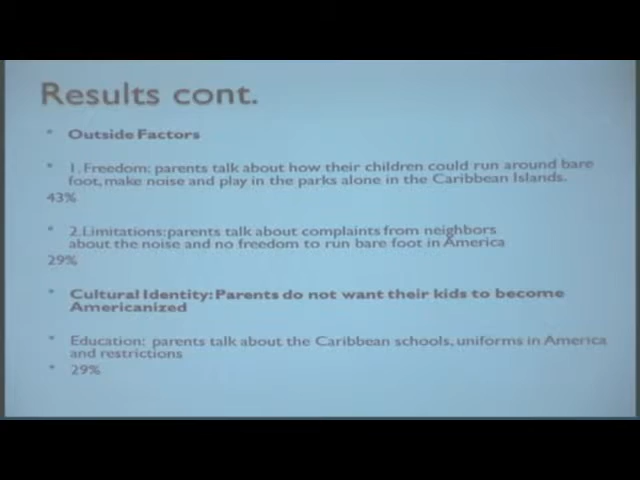 Results cont.
* Outside Factors
* 1. Freedom: parents talk about how their children could run around bare
foot, make noise and play in the parks alone in the Caribbean Islands.
43%
* 2.Limitations: parents talk about complaints from neighbors
about the noise and no freedom to run bare foot in America
29%
* Cultural Identity: Parents do not want their kids to become
Americanized
* Education: parents talk about the Caribbean schools, uniforms in America
and restrictions
* 29%